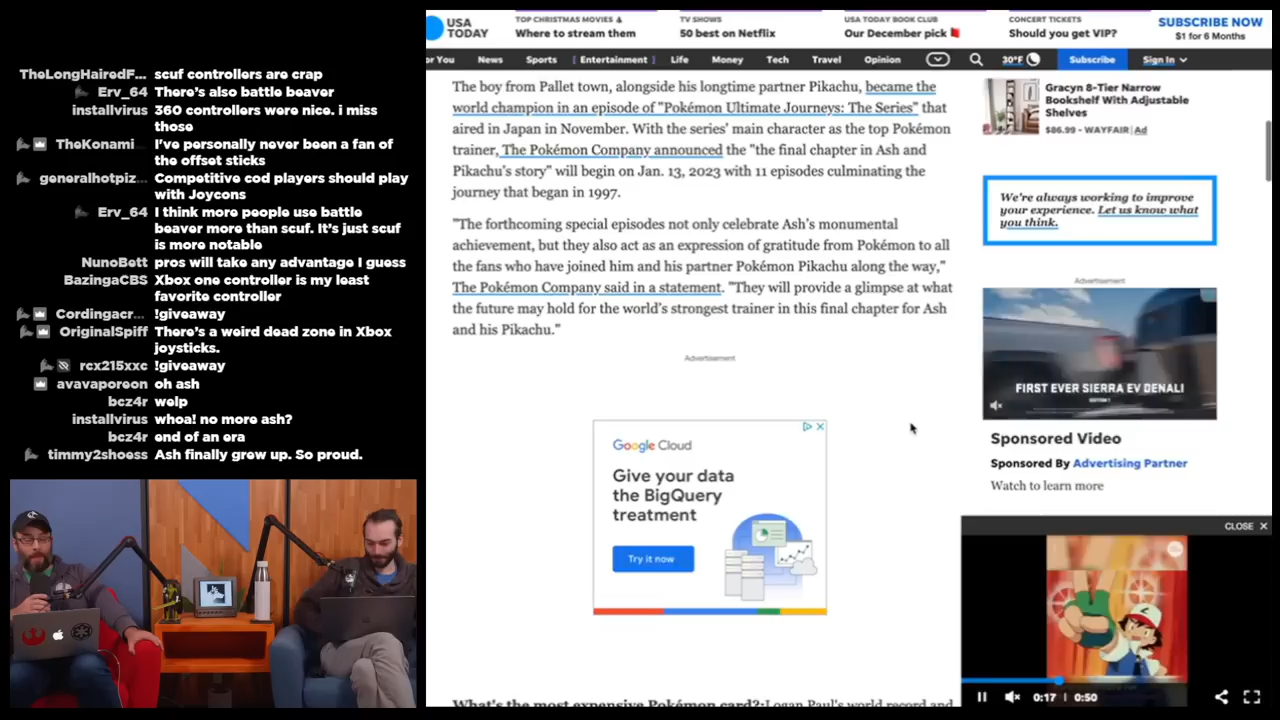 TheLongHairedF... scuf controllers are crap
Erv_64 There's also battle beaver
installvirus 360 controllers were nice. i miss
those
TheKonami I've personally never been a fan of
the offset sticks
generalhotpiz... Competitive cod players should play
with Joycons
Erv_64 I think more people use battle
beaver more than scuf. It's just scuf
is more notable
NunoBett pros will take any advantage I guess
BazingaCBS Xbox one controller is my least
favorite controller
Cordingacr... !giveaway
OriginalSpiff There's a weird dead zone in Xbox
joysticks.
rcx215xxc !giveaway
avavaporeon oh ash
bcz4r welp
installvirus whoa! no more ash?
bcz4r end of an era
timmy2shoess Ash finally grew up. So proud.
USA
TODAY
TOP CHRISTMAS MOVIES
Where to stream them
TV SHOWS
50 best on Netflix
USA TODAY BOOK CLUB
Our December pick
CONCERT TICKETS
Should you get VIP?
SUBSCRIBE NOW
$1 for 6 Months
or You News Sports Entertainment Life Money Tech Travel Opinion 30°F Subscribe Sign In
The boy from Pallet town, alongside his longtime partner Pikachu, became the
world champion in an episode of "Pokémon Ultimate Journeys: The Series" that
aired in Japan in November. With the series' main character as the top Pokémon
trainer, The Pokémon Company announced the "the final chapter in Ash and
Pikachu's story" will begin on Jan. 13, 2023 with 11 episodes culminating the
journey that began in 1997.
"The forthcoming special episodes not only celebrate Ash's monumental
achievement, but they also act as an expression of gratitude from Pokémon to all
the fans who have joined him and his partner Pokémon Pikachu along the way,"
The Pokémon Company said in a statement. "They will provide a glimpse at what
the future may hold for the world's strongest trainer in this final chapter for Ash
and his Pikachu."
Advertisement
Google Cloud
Give your data
the BigQuery
treatment
Try it now
What's the most expensive Pokémon card?: Logan Paul's world record and
Gracyn 8-Tier Narrow
Bookshelf With Adjustable
Shelves
$86.99 - WAYFAIR | Ad
We're always working to improve
your experience. Let us know what
you think.
Advertisement
FIRST EVER SIERRA EV DENALI
Sponsored Video
Sponsored By Advertising Partner
Watch to learn more
CLOSE X
0:17 | 0:50